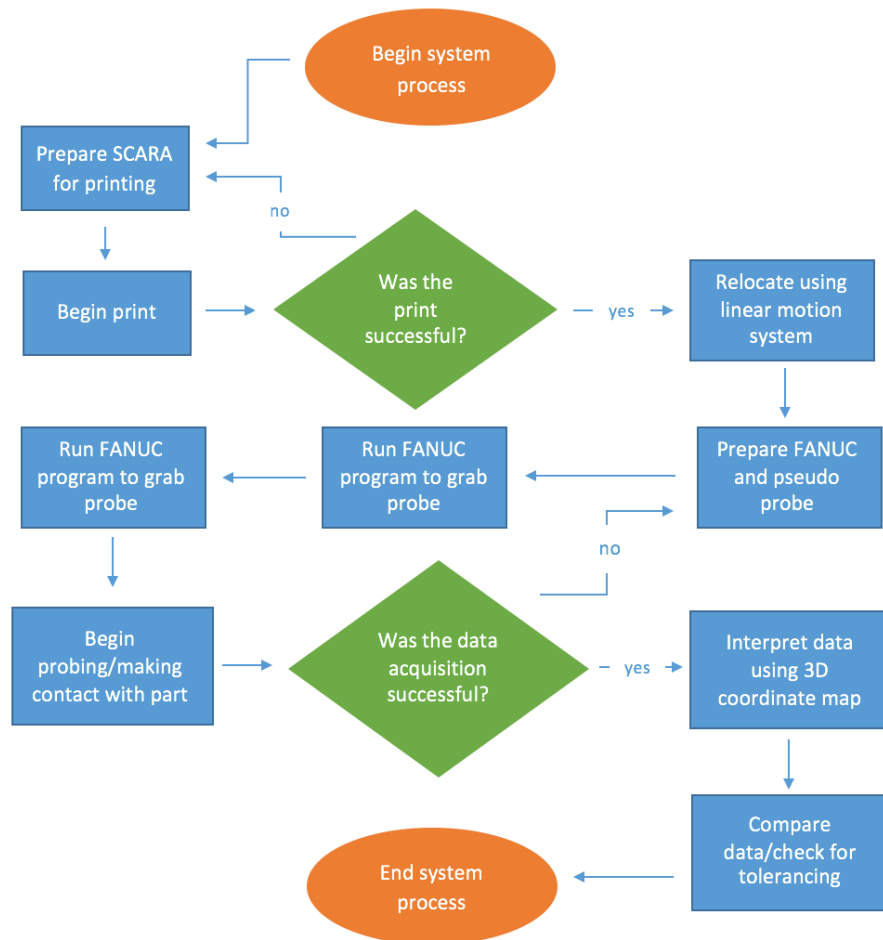 Begin system
process
Prepare SCARA
for printing
no
Begin print
Was the
print
successful?
yes
Relocate using
linear motion
system
Prepare FANUC
and pseudo
probe
Run FANUC
program to grab
probe
Run FANUC
program to grab
probe
no
Begin
probing/making
contact with part
Was the data
acquisition
successful?
yes
Interpret data
using 3D
coordinate map
Compare
data/check for
tolerancing
End system
process